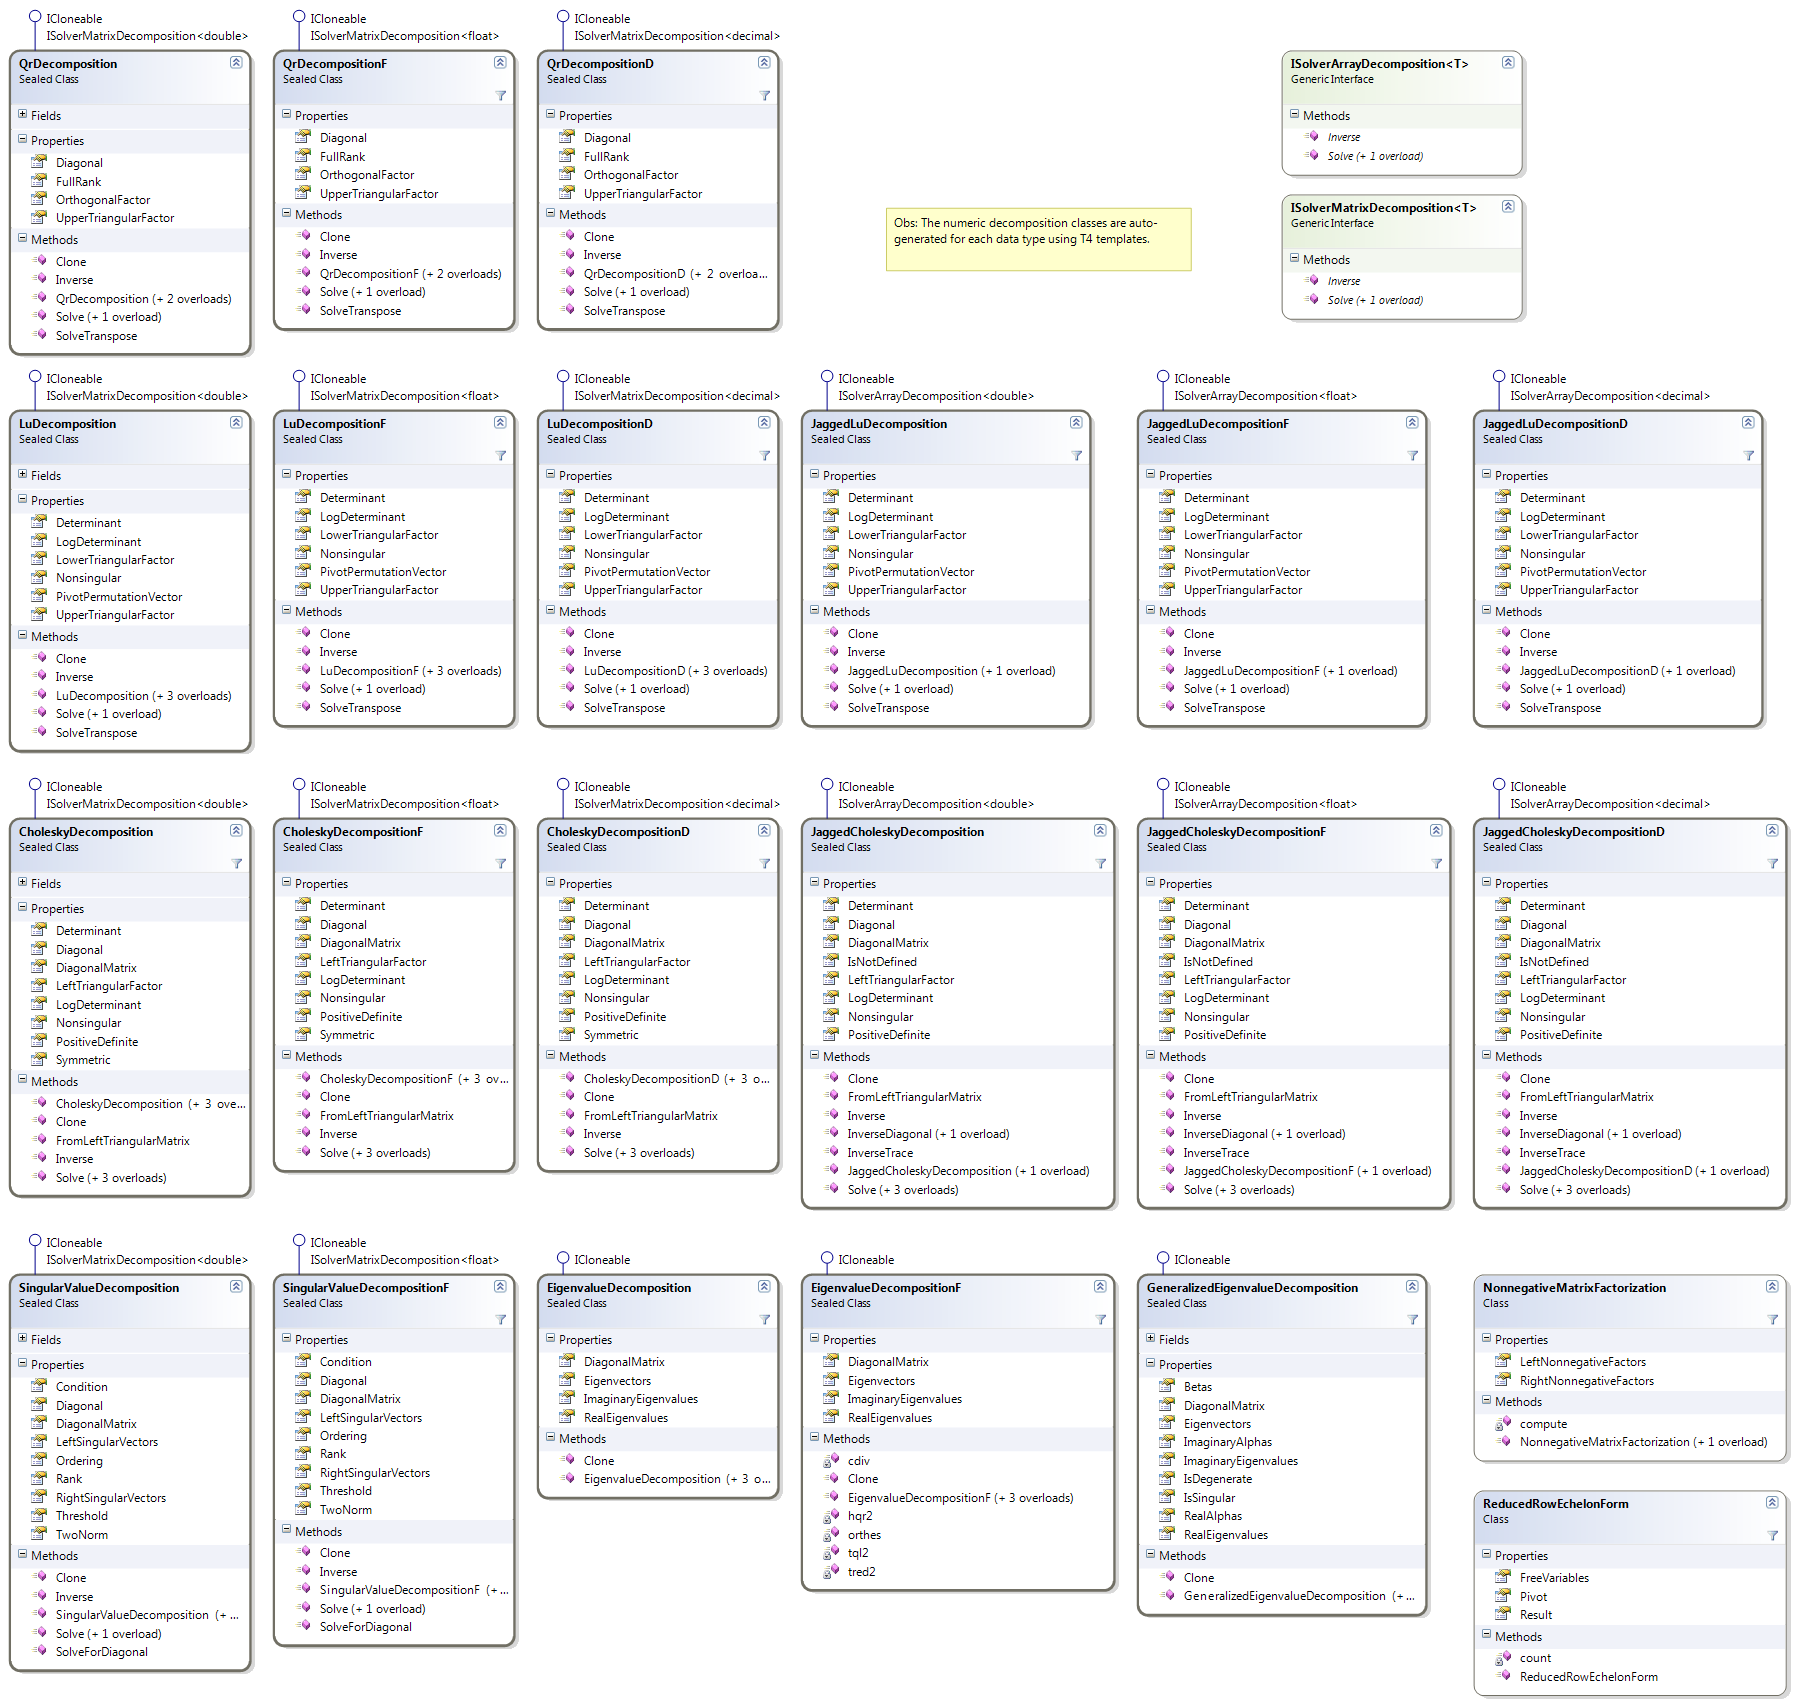 ICloneable
ISolverMatrixDecomposition<double>
QrDecomposition
Sealed Class
Fields
Properties
Diagonal
FullRank
OrthogonalFactor
UpperTriangularFactor
Methods
Clone
Inverse
QrDecomposition (+ 2 overloads)
Solve (+ 1 overload)
SolveTranspose
ICloneable
ISolverMatrixDecomposition<float>
QrDecompositionF
Sealed Class
Properties
Diagonal
FullRank
OrthogonalFactor
UpperTriangularFactor
Methods
Clone
Inverse
QrDecompositionF (+ 2 overloads)
Solve (+ 1 overload)
SolveTranspose
ICloneable
ISolverMatrixDecomposition<decimal>
QrDecompositionD
Sealed Class
Properties
Diagonal
FullRank
OrthogonalFactor
UpperTriangularFactor
Methods
Clone
Inverse
QrDecompositionD (+ 2 overloa...
Solve (+ 1 overload)
SolveTranspose
Obs: The numeric decomposition classes are auto-
generated for each data type using T4 templates.
ISolverArrayDecomposition<T>
Generic Interface
Methods
Inverse
Solve (+ 1 overload)
ISolverMatrixDecomposition<T>
Generic Interface
Methods
Inverse
Solve (+ 1 overload)
ICloneable
ISolverMatrixDecomposition<double>
LuDecomposition
Sealed Class
Fields
Properties
Determinant
LogDeterminant
LowerTriangularFactor
Nonsingular
PivotPermutationVector
UpperTriangularFactor
Methods
Clone
Inverse
LuDecomposition (+ 3 overloads)
Solve (+ 1 overload)
SolveTranspose
ICloneable
ISolverMatrixDecomposition<float>
LuDecompositionF
Sealed Class
Properties
Determinant
LogDeterminant
LowerTriangularFactor
Nonsingular
PivotPermutationVector
UpperTriangularFactor
Methods
Clone
Inverse
LuDecompositionF (+ 3 overloads)
Solve (+ 1 overload)
SolveTranspose
ICloneable
ISolverMatrixDecomposition<decimal>
LuDecompositionD
Sealed Class
Properties
Determinant
LogDeterminant
LowerTriangularFactor
Nonsingular
PivotPermutationVector
UpperTriangularFactor
Methods
Clone
Inverse
LuDecompositionD (+ 3 overloads)
Solve (+ 1 overload)
SolveTranspose
ICloneable
ISolverArrayDecomposition<double>
JaggedLuDecomposition
Sealed Class
Properties
Determinant
LogDeterminant
LowerTriangularFactor
Nonsingular
PivotPermutationVector
UpperTriangularFactor
Methods
Clone
Inverse
JaggedLuDecomposition (+ 1 overload)
Solve (+ 1 overload)
SolveTranspose
ICloneable
ISolverArrayDecomposition<float>
JaggedLuDecompositionF
Sealed Class
Properties
Determinant
LogDeterminant
LowerTriangularFactor
Nonsingular
PivotPermutationVector
UpperTriangularFactor
Methods
Clone
Inverse
JaggedLuDecompositionF (+ 1 overload)
Solve (+ 1 overload)
SolveTranspose
ICloneable
ISolverArrayDecomposition<decimal>
JaggedLuDecompositionD
Sealed Class
Properties
Determinant
LogDeterminant
LowerTriangularFactor
Nonsingular
PivotPermutationVector
UpperTriangularFactor
Methods
Clone
Inverse
JaggedLuDecompositionD (+ 1 overload)
Solve (+ 1 overload)
SolveTranspose
ICloneable
ISolverMatrixDecomposition<double>
CholeskyDecomposition
Sealed Class
Fields
Properties
Determinant
Diagonal
DiagonalMatrix
LeftTriangularFactor
LogDeterminant
Nonsingular
PositiveDefinite
Symmetric
Methods
CholeskyDecomposition (+ 3 ove...
Clone
FromLeftTriangularMatrix
Inverse
Solve (+ 3 overloads)
ICloneable
ISolverMatrixDecomposition<float>
CholeskyDecompositionF
Sealed Class
Properties
Determinant
Diagonal
DiagonalMatrix
LeftTriangularFactor
LogDeterminant
Nonsingular
PositiveDefinite
Symmetric
Methods
CholeskyDecompositionF (+ 3 ov...
Clone
FromLeftTriangularMatrix
Inverse
Solve (+ 3 overloads)
ICloneable
ISolverMatrixDecomposition<decimal>
CholeskyDecompositionD
Sealed Class
Properties
Determinant
Diagonal
DiagonalMatrix
LeftTriangularFactor
LogDeterminant
Nonsingular
PositiveDefinite
Symmetric
Methods
CholeskyDecompositionD (+ 3 o...
Clone
FromLeftTriangularMatrix
Inverse
Solve (+ 3 overloads)
ICloneable
ISolverArrayDecomposition<double>
JaggedCholeskyDecomposition
Sealed Class
Properties
Determinant
Diagonal
DiagonalMatrix
IsNotDefined
LeftTriangularFactor
LogDeterminant
Nonsingular
PositiveDefinite
Methods
Clone
FromLeftTriangularMatrix
Inverse
InverseDiagonal (+ 1 overload)
InverseTrace
JaggedCholeskyDecomposition (+ 1 overload)
Solve (+ 3 overloads)
ICloneable
ISolverArrayDecomposition<float>
JaggedCholeskyDecompositionF
Sealed Class
Properties
Determinant
Diagonal
DiagonalMatrix
IsNotDefined
LeftTriangularFactor
LogDeterminant
Nonsingular
PositiveDefinite
Methods
Clone
FromLeftTriangularMatrix
Inverse
InverseDiagonal (+ 1 overload)
InverseTrace
JaggedCholeskyDecompositionF (+ 1 overload)
Solve (+ 3 overloads)
ICloneable
ISolverArrayDecomposition<decimal>
JaggedCholeskyDecompositionD
Sealed Class
Properties
Determinant
Diagonal
DiagonalMatrix
IsNotDefined
LeftTriangularFactor
LogDeterminant
Nonsingular
PositiveDefinite
Methods
Clone
FromLeftTriangularMatrix
Inverse
InverseDiagonal (+ 1 overload)
InverseTrace
JaggedCholeskyDecompositionD (+ 1 overload)
Solve (+ 3 overloads)
ICloneable
ISolverMatrixDecomposition<double>
SingularValueDecomposition
Sealed Class
Fields
Properties
Condition
Diagonal
DiagonalMatrix
LeftSingularVectors
Ordering
Rank
RightSingularVectors
Threshold
TwoNorm
Methods
Clone
Inverse
SingularValueDecomposition (+ ...
Solve (+ 1 overload)
SolveForDiagonal
ICloneable
ISolverMatrixDecomposition<float>
SingularValueDecompositionF
Sealed Class
Properties
Condition
Diagonal
DiagonalMatrix
LeftSingularVectors
Ordering
Rank
RightSingularVectors
Threshold
TwoNorm
Methods
Clone
Inverse
SingularValueDecompositionF (+ ...
Solve (+ 1 overload)
SolveForDiagonal
ICloneable
EigenvalueDecomposition
Sealed Class
Properties
DiagonalMatrix
Eigenvectors
ImaginaryEigenvalues
RealEigenvalues
Methods
Clone
EigenvalueDecomposition (+ 3 o...
ICloneable
EigenvalueDecompositionF
Sealed Class
Properties
DiagonalMatrix
Eigenvectors
ImaginaryEigenvalues
RealEigenvalues
Methods
cdiv
Clone
EigenvalueDecompositionF (+ 3 overloads)
hqr2
orthes
tql2
tred2
ICloneable
GeneralizedEigenvalueDecomposition
Sealed Class
Fields
Properties
Betas
DiagonalMatrix
Eigenvectors
ImaginaryAlphas
ImaginaryEigenvalues
IsDegenerate
IsSingular
RealAlphas
RealEigenvalues
Methods
Clone
GeneralizedEigenvalueDecomposition (+ ...
NonnegativeMatrixFactorization
Class
Properties
LeftNonnegativeFactors
RightNonnegativeFactors
Methods
compute
NonnegativeMatrixFactorization (+ 1 overload)
ReducedRowEchelonForm
Class
Properties
FreeVariables
Pivot
Result
Methods
count
ReducedRowEchelonForm